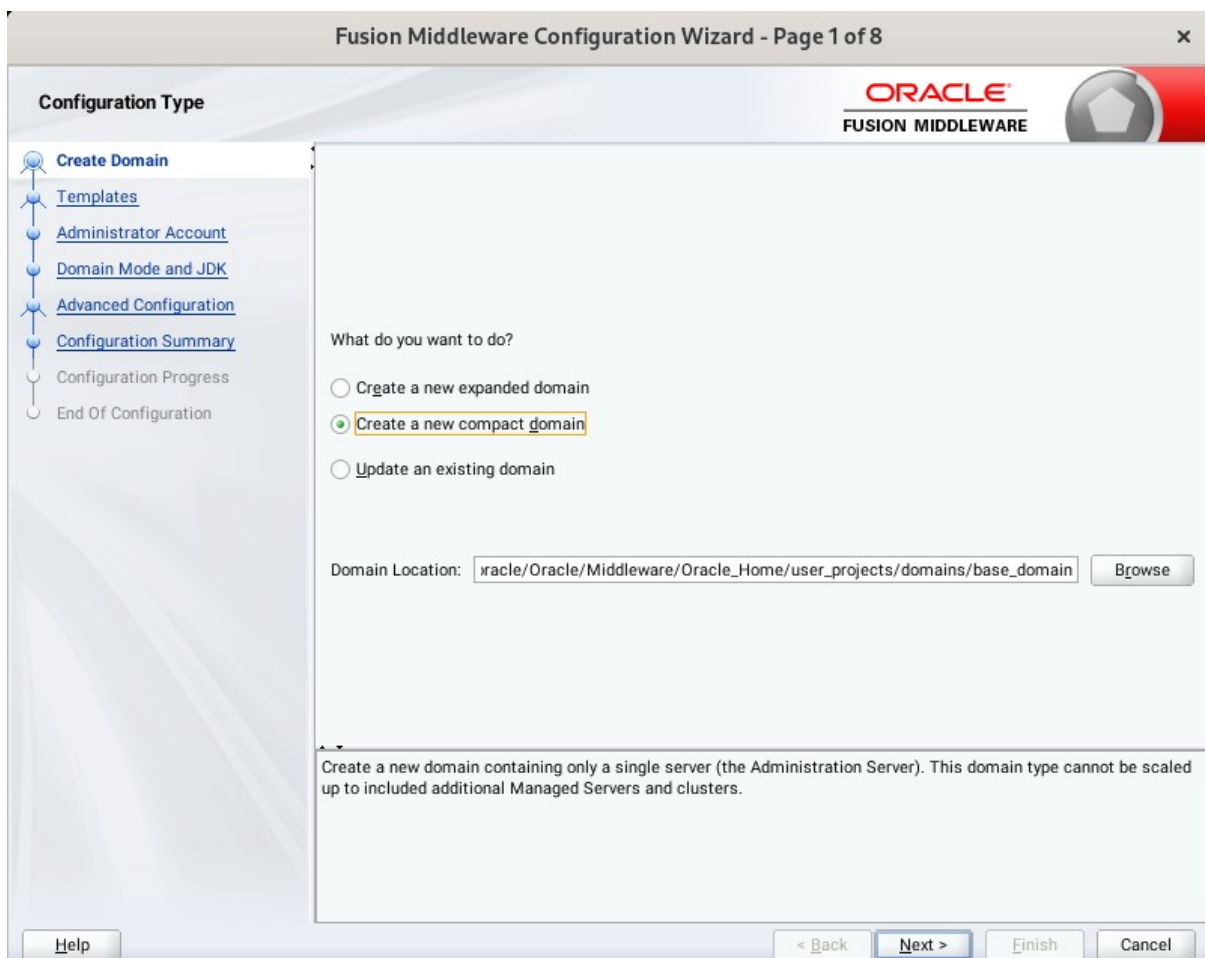 Fusion Middleware Configuration Wizard - Page 1 of 8
Configuration Type
ORACLE
FUSION MIDDLEWARE
Create Domain
Templates
Administrator Account
Domain Mode and JDK
Advanced Configuration
Configuration Summary
Configuration Progress
End Of Configuration
What do you want to do?
Create a new expanded domain
Create a new compact domain
Update an existing domain
Domain Location: racle/Oracle/Middleware/Oracle_Home/user_projects/domains/base_domain Browse
Create a new domain containing only a single server (the Administration Server). This domain type cannot be scaled
up to included additional Managed Servers and clusters.
Help < Back Next > Finish Cancel